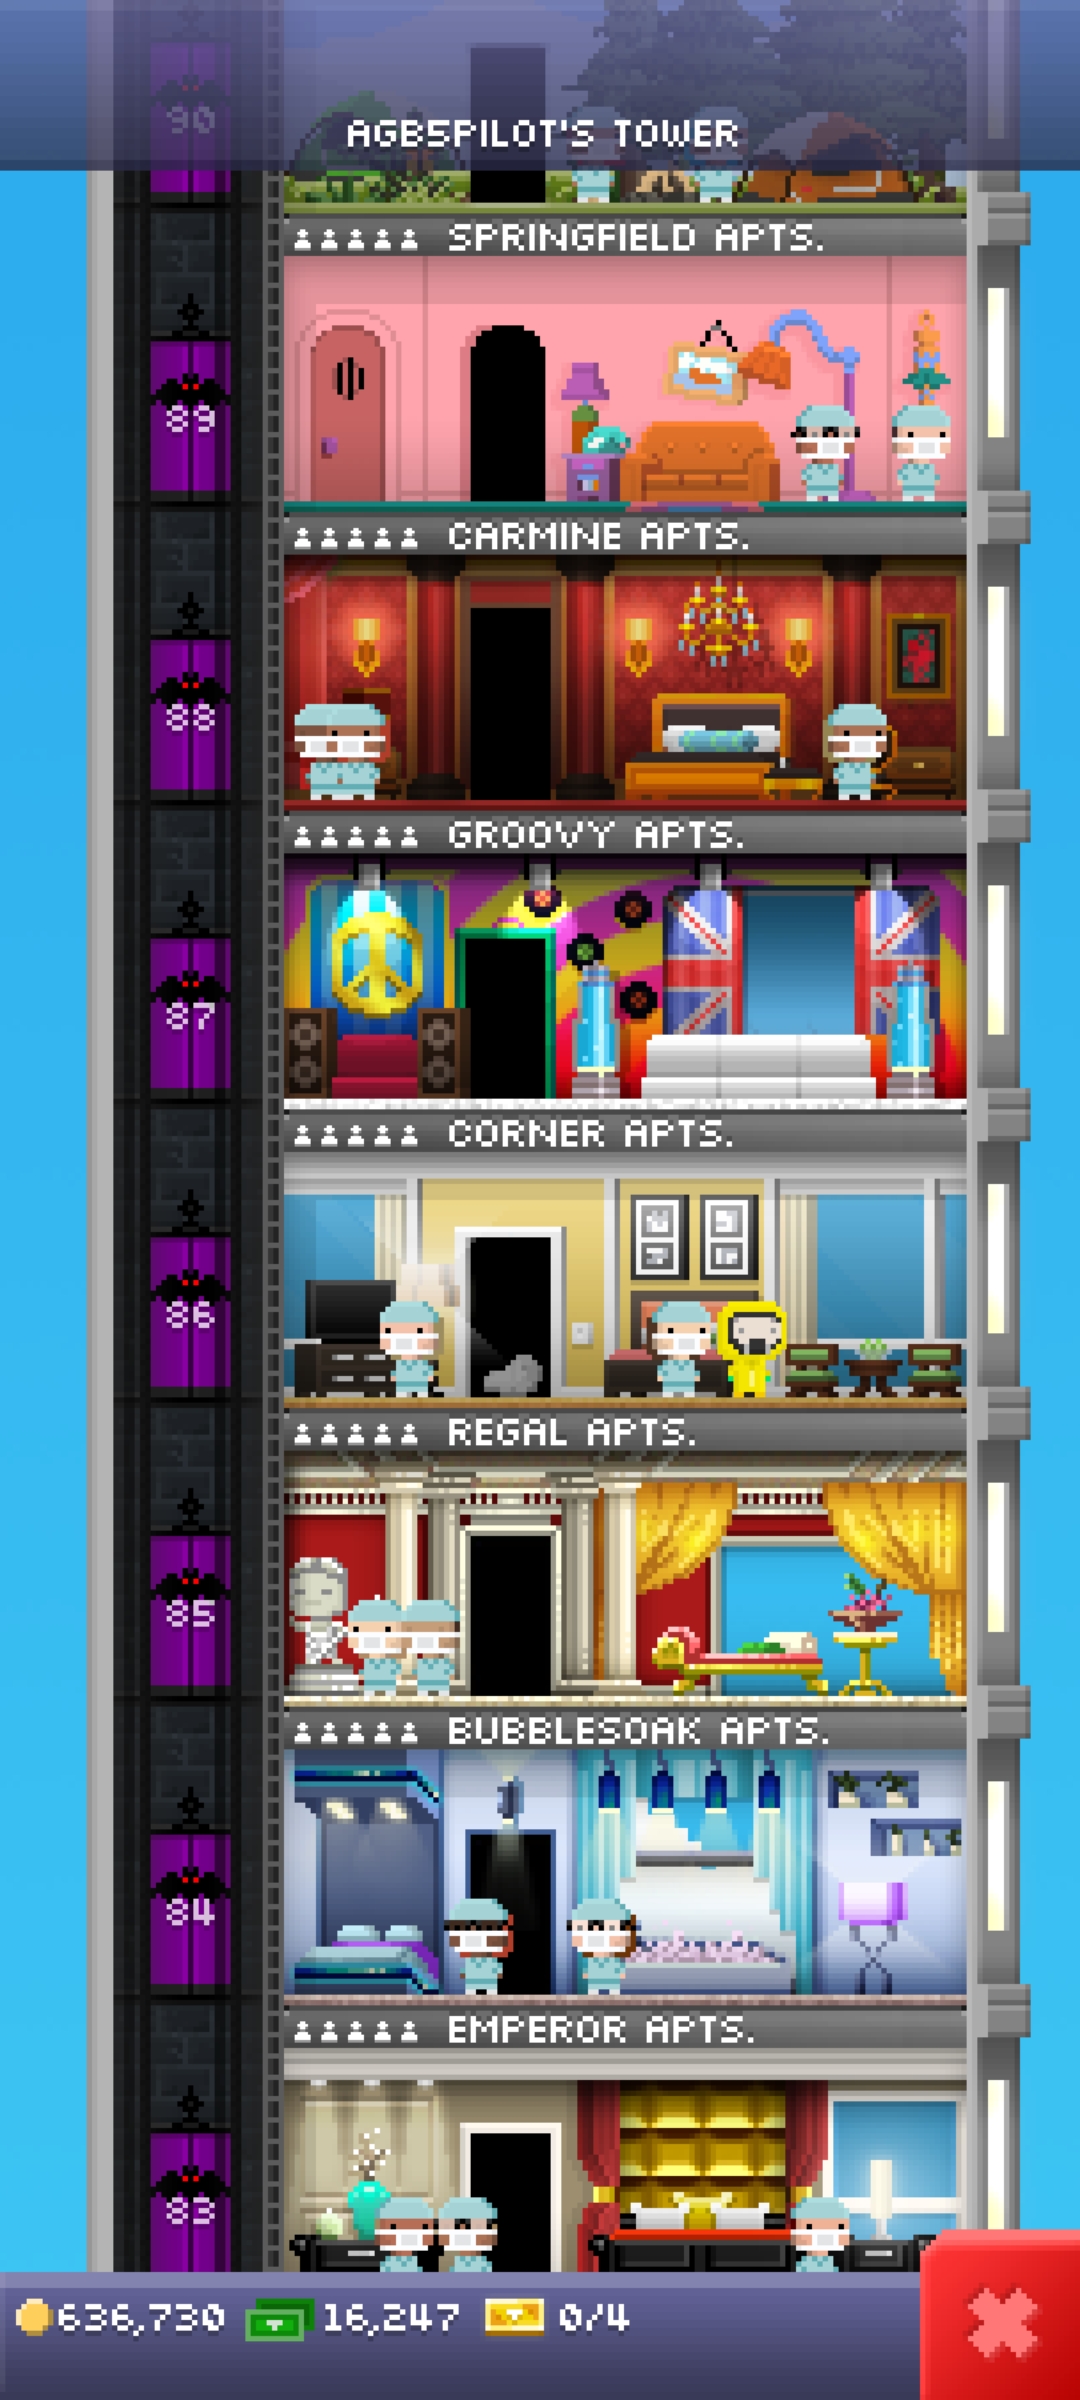 90
AGB5PILOT'S TOWER
SPRINGFIELD APTS.
89
CARMINE APTS.
88
GROOVY APTS.
87
CORNER APTS.
86
REGAL APTS.
85
BUBBLESOAK APTS.
84
EMPEROR APTS.
83
636,730 16,247 0/4